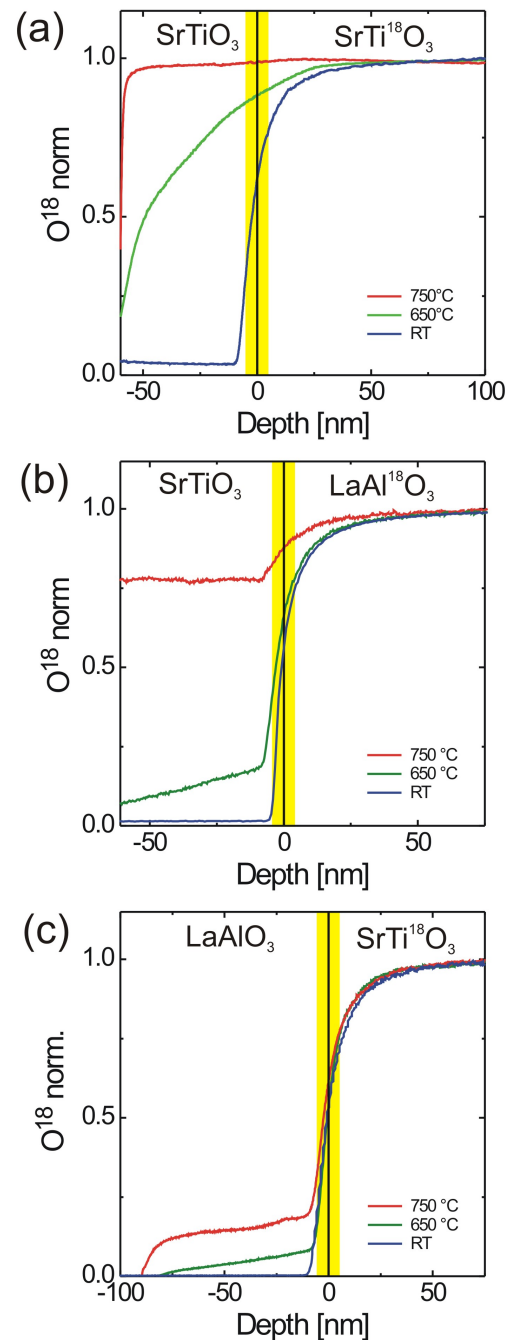 (a)
SrTiO₃ SrTi¹⁸O₃
1.0
0.5
0.0
O¹⁸ norm
750°C
650°C
RT
-50 0 50 100
Depth [nm]
(b)
SrTiO₃ LaAl¹⁸O₃
1.0
0.5
0.0
O¹⁸ norm
750 °C
650 °C
RT
-50 0 50
Depth [nm]
(c)
LaAlO₃ SrTi¹⁸O₃
1.0
0.5
0.0
O¹⁸ norm.
750 °C
650 °C
RT
-100 -50 0 50
Depth [nm]